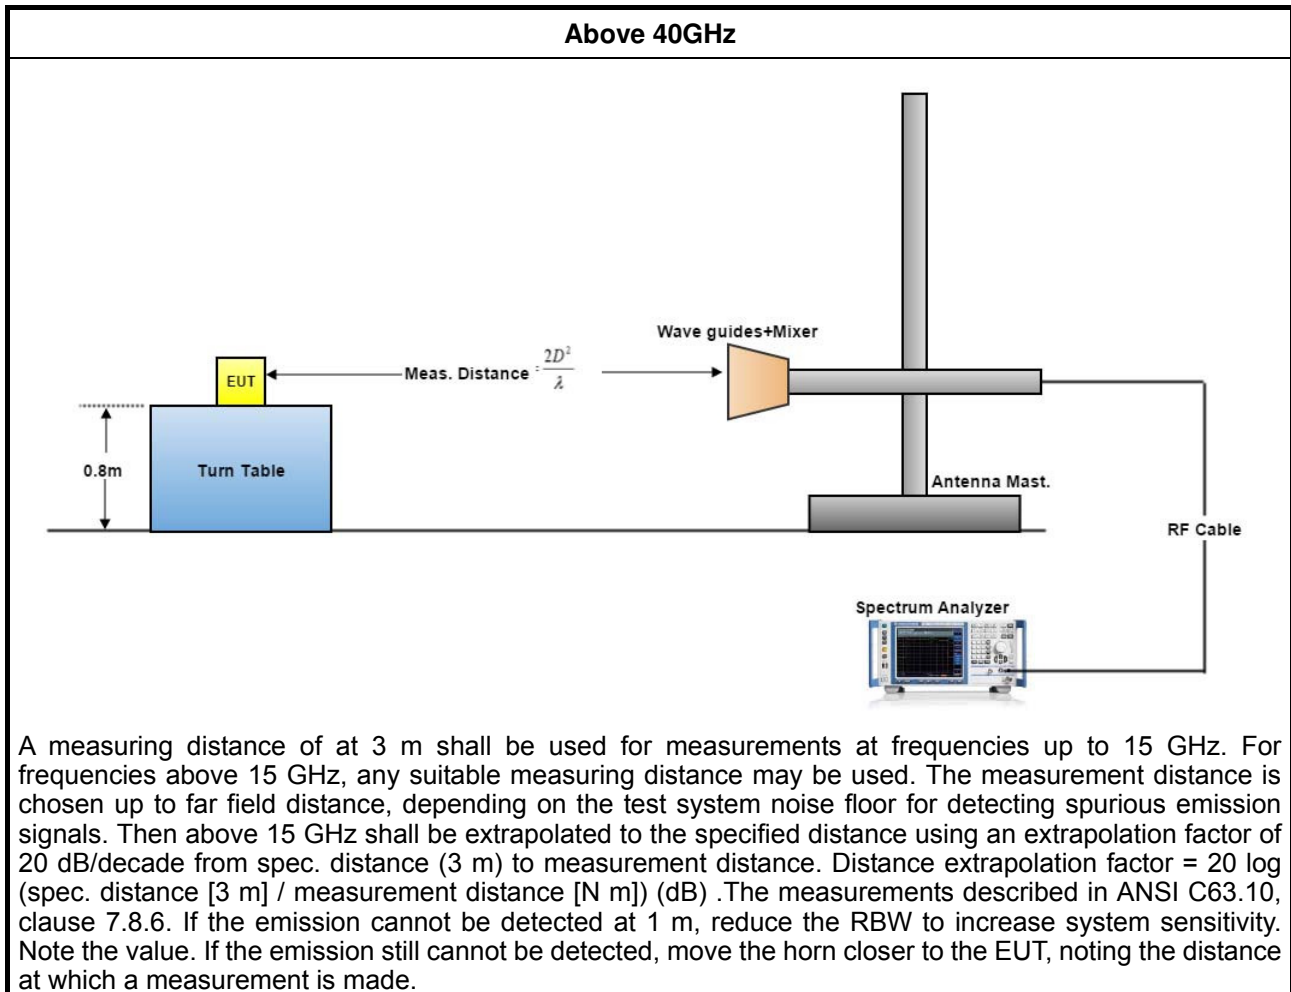 Above 40GHz
Wave guides+Mixer
EUT
Meas. Distance = 2D²/λ
0.8m
Turn Table
Antenna Mast.
RF Cable
Spectrum Analyzer
A measuring distance of at 3 m shall be used for measurements at frequencies up to 15 GHz. For
frequencies above 15 GHz, any suitable measuring distance may be used. The measurement distance is
chosen up to far field distance, depending on the test system noise floor for detecting spurious emission
signals. Then above 15 GHz shall be extrapolated to the specified distance using an extrapolation factor of
20 dB/decade from spec. distance (3 m) to measurement distance. Distance extrapolation factor = 20 log
(spec. distance [3 m] / measurement distance [N m]) (dB) .The measurements described in ANSI C63.10,
clause 7.8.6. If the emission cannot be detected at 1 m, reduce the RBW to increase system sensitivity.
Note the value. If the emission still cannot be detected, move the horn closer to the EUT, noting the distance
at which a measurement is made.